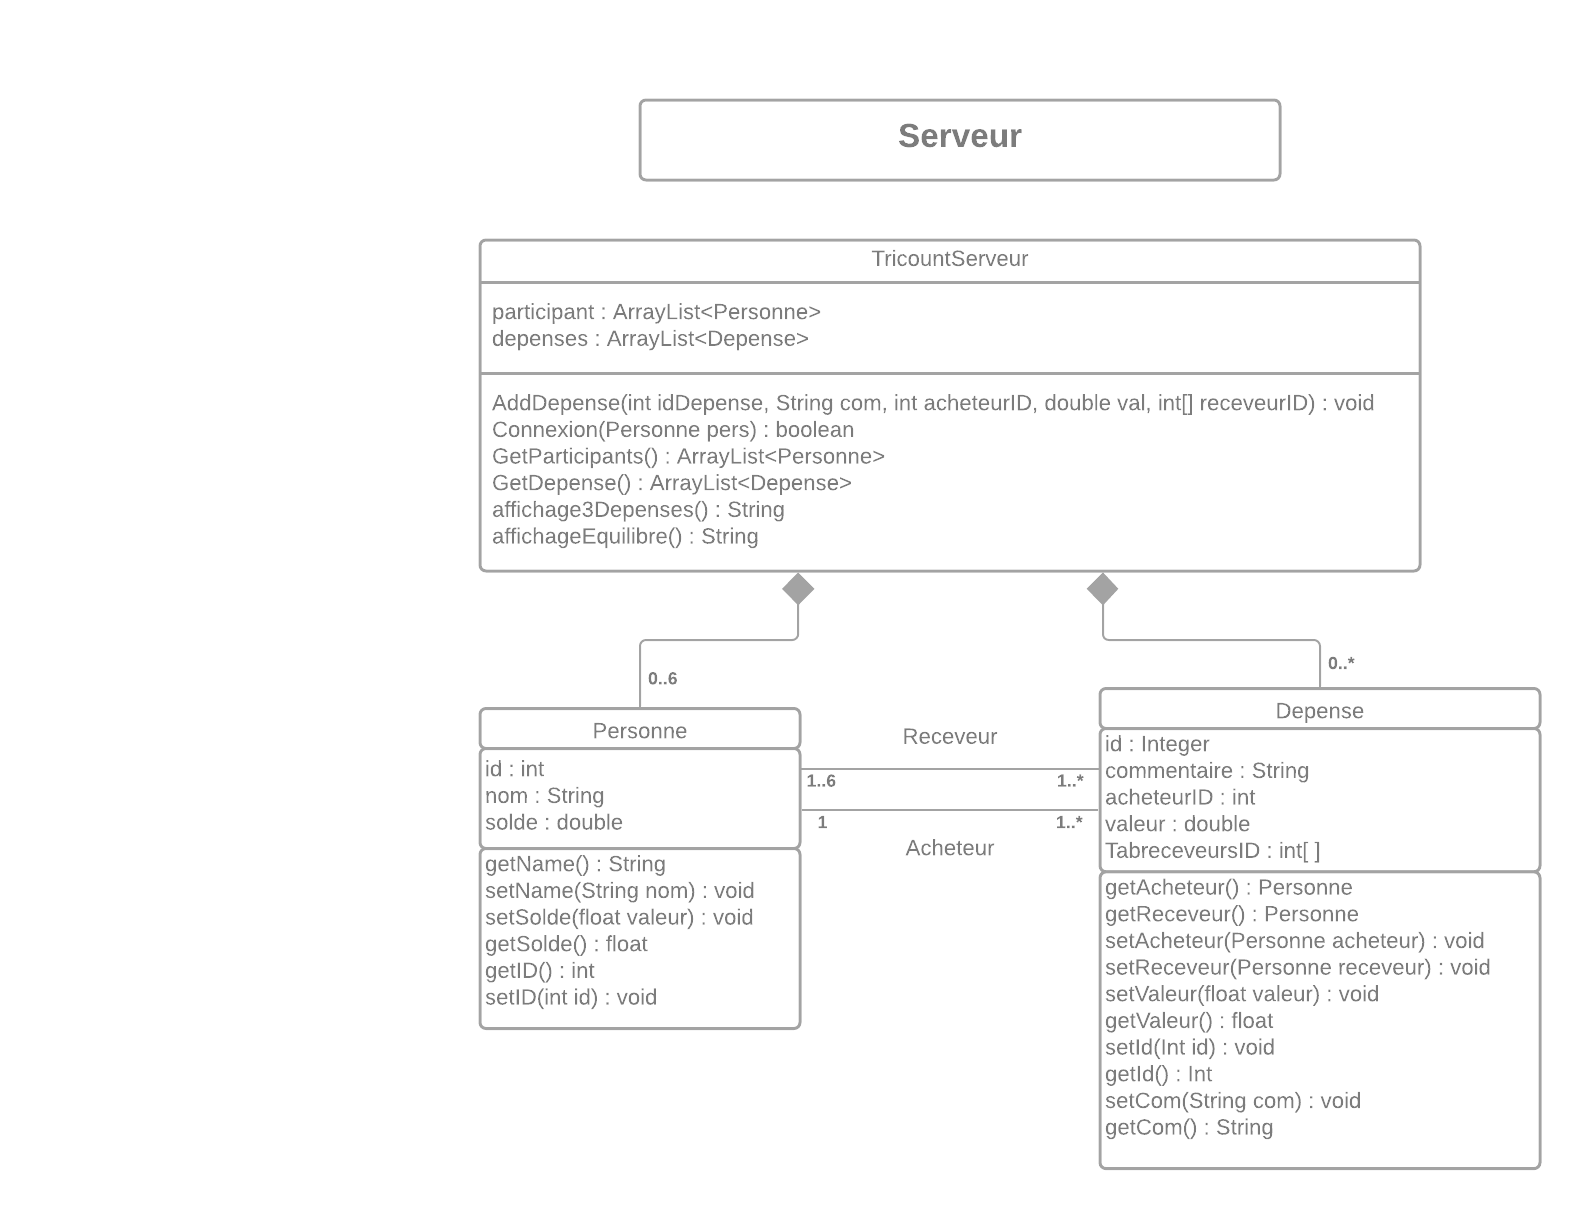 Serveur
TricountServeur
participant : ArrayList<Personne>
depenses : ArrayList<Depense>
AddDepense(int idDepense, String com, int acheteurID, double val, int[] receveurID) : void
Connexion(Personne pers) : boolean
GetParticipants() : ArrayList<Personne>
GetDepense() : ArrayList<Depense>
affichage3Depenses() : String
affichageEquilibre() : String
0..6
0..*
Personne
id : int
nom : String
solde : double
getName() : String
setName(String nom) : void
setSolde(float valeur) : void
getSolde() : float
getID() : int
setID(int id) : void
Receveur
1..6
1..*
1
1..*
Acheteur
Depense
id : Integer
commentaire : String
acheteurID : int
valeur : double
TabreceveursID : int[ ]
getAcheteur() : Personne
getReceveur() : Personne
setAcheteur(Personne acheteur) : void
setReceveur(Personne receveur) : void
setValeur(float valeur) : void
getValeur() : float
setId(Int id) : void
getId() : Int
setCom(String com) : void
getCom() : String